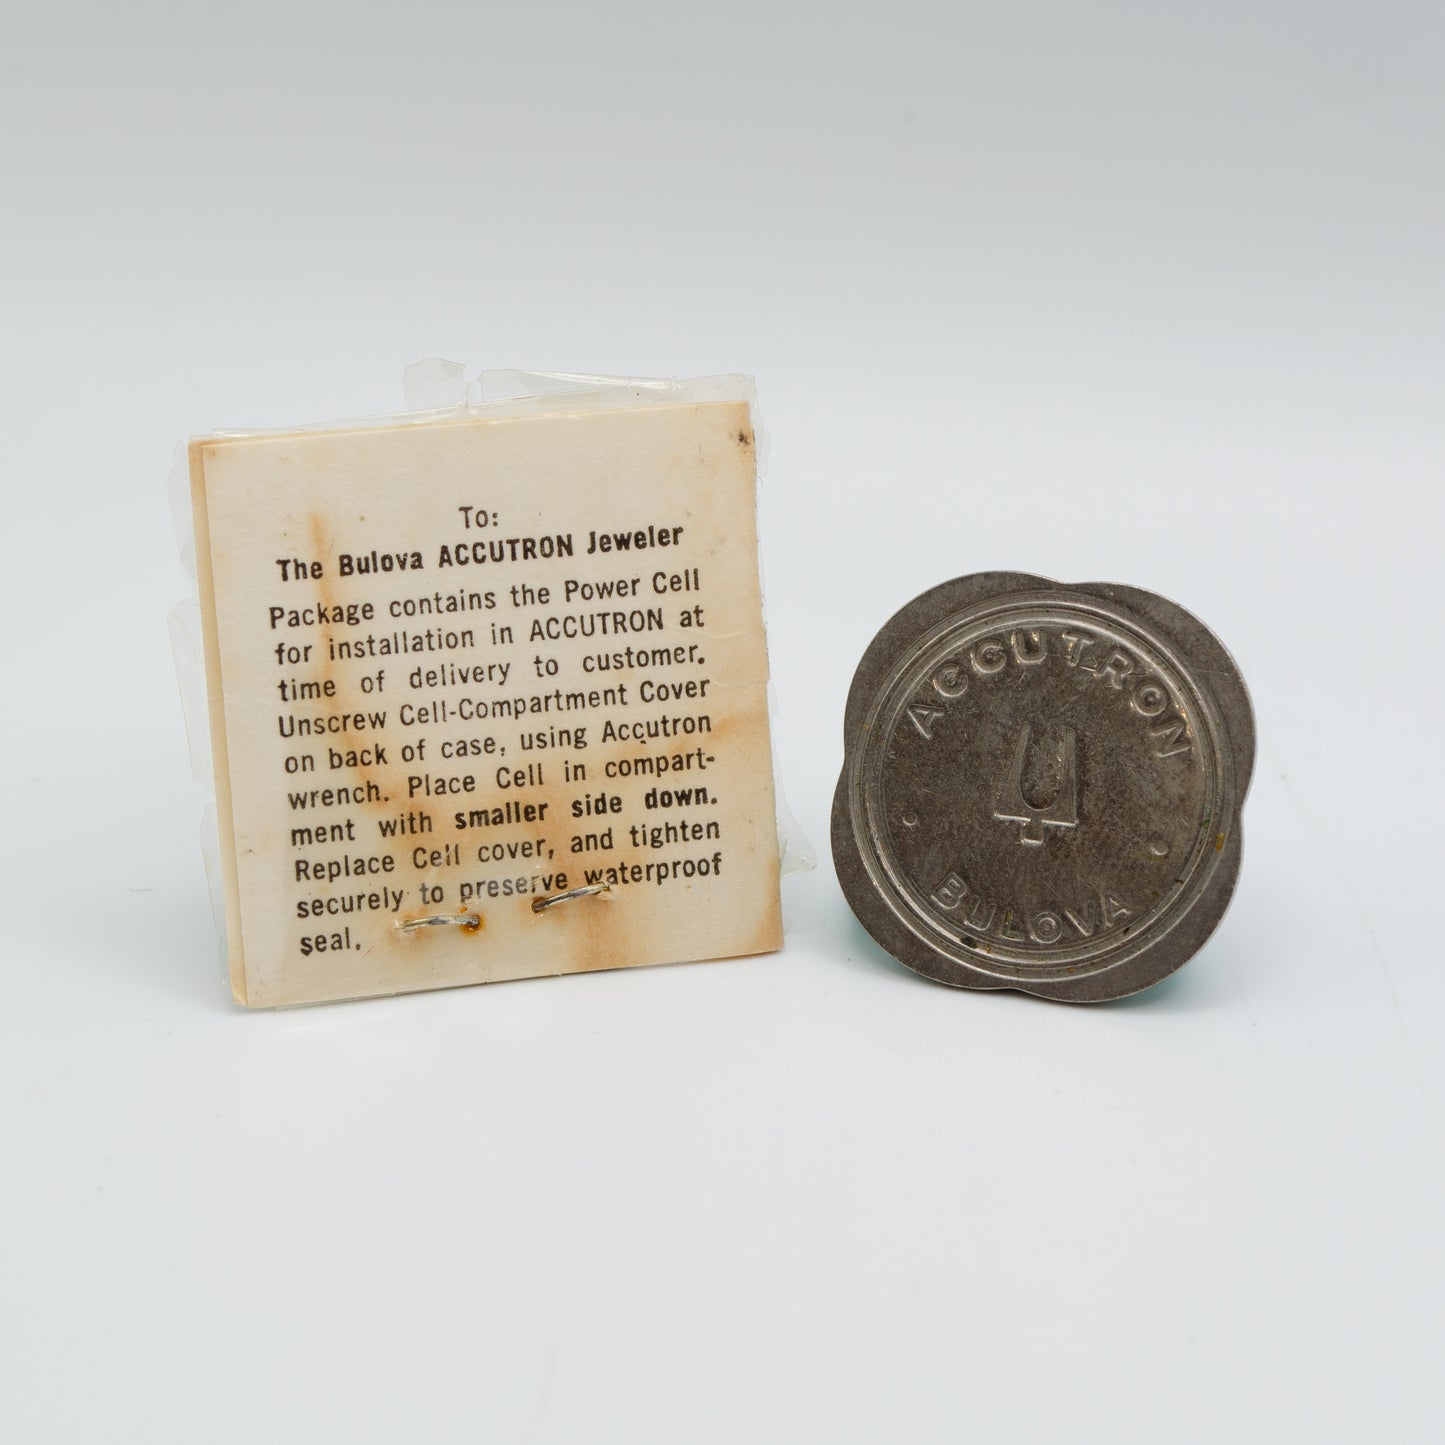 To:
The Bulova ACCUTRON Jeweler
Package contains the Power Cell
for installation in ACCUTRON at
time of delivery to customer.
Unscrew Cell-Compartment Cover
on back of case, using Accutron
wrench. Place Cell in compart-
ment with smaller side down.
Replace Cell cover, and tighten
securely to preserve waterproof
seal.
ACCUTRON
BULOVA